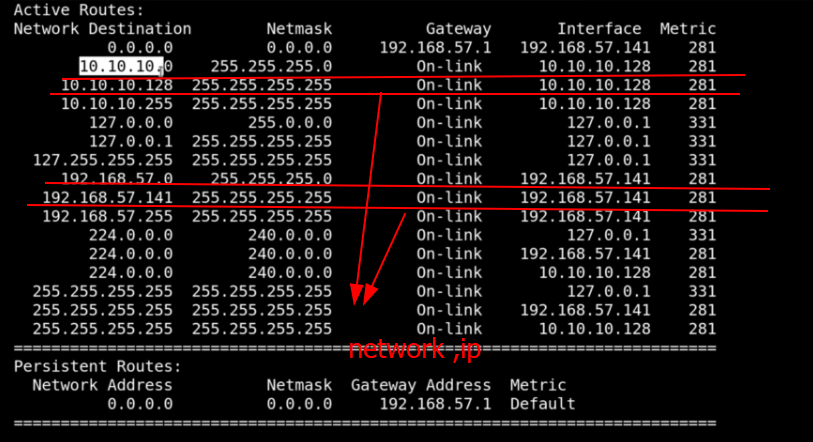 Active Routes:
Network Destination Netmask Gateway Interface Metric
0.0.0.0 0.0.0.0 192.168.57.1 192.168.57.141 281
10.10.10.0 255.255.255.0 On-link 10.10.10.128 281
10.10.10.128 255.255.255.255 On-link 10.10.10.128 281
10.10.10.255 255.255.255.255 On-link 10.10.10.128 281
127.0.0.0 255.0.0.0 On-link 127.0.0.1 331
127.0.0.1 255.255.255.255 On-link 127.0.0.1 331
127.255.255.255 255.255.255.255 On-link 127.0.0.1 331
192.168.57.0 255.255.255.0 On-link 192.168.57.141 281
192.168.57.141 255.255.255.255 On-link 192.168.57.141 281
192.168.57.255 255.255.255.255 On-link 192.168.57.141 281
224.0.0.0 240.0.0.0 On-link 127.0.0.1 331
224.0.0.0 240.0.0.0 On-link 192.168.57.141 281
224.0.0.0 240.0.0.0 On-link 10.10.10.128 281
255.255.255.255 255.255.255.255 On-link 127.0.0.1 331
255.255.255.255 255.255.255.255 On-link 192.168.57.141 281
255.255.255.255 255.255.255.255 On-link 10.10.10.128 281
network ,ip
===================================================================
Persistent Routes:
Network Address Netmask Gateway Address Metric
0.0.0.0 0.0.0.0 192.168.57.1 Default
===================================================================